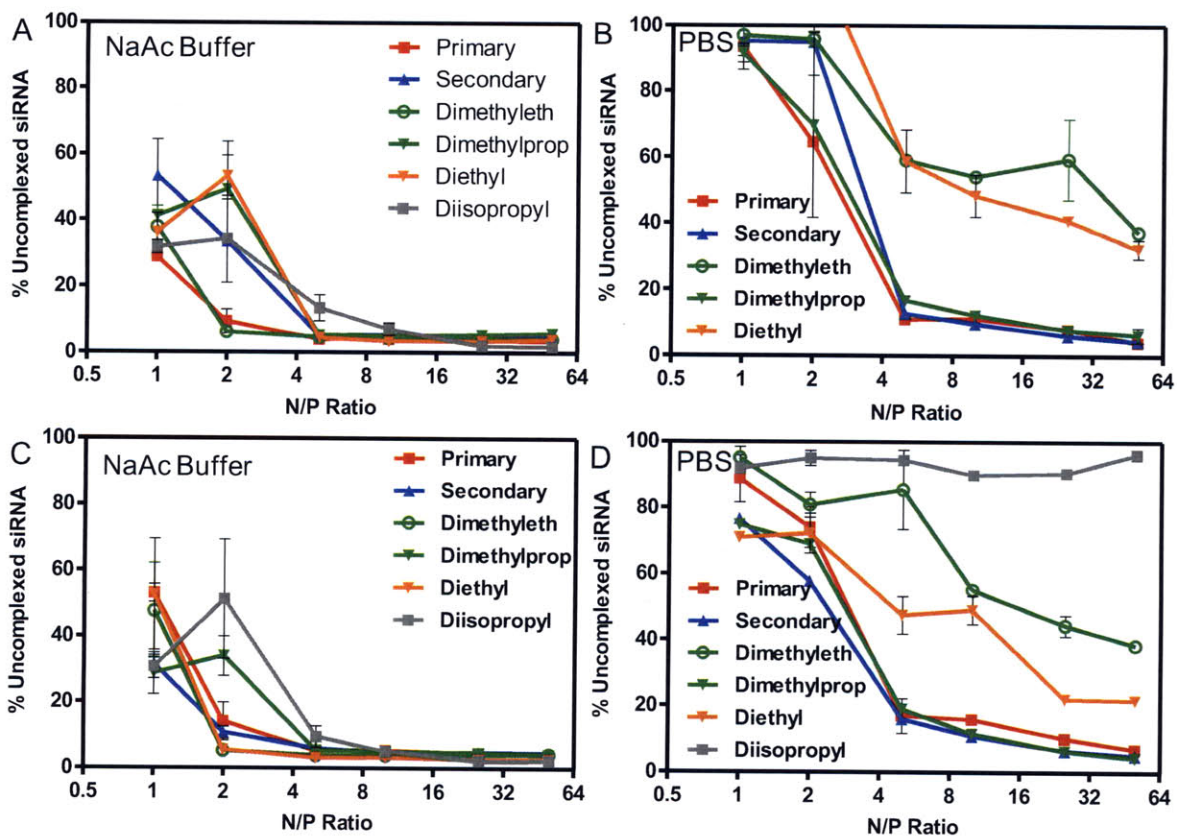 A
NaAc Buffer
% Uncomplexed siRNA
100
80
60
40
20
0
Primary
Secondary
Dimethyleth
Dimethylprop
Diethyl
Diisopropyl
0.5 1 2 4 8 16 32 64
N/P Ratio
B
PBS
% Uncomplexed siRNA
100
80
60
40
20
0
Primary
Secondary
Dimethyleth
Dimethylprop
Diethyl
0.5 1 2 4 8 16 32 64
N/P Ratio
C
NaAc Buffer
% Uncomplexed siRNA
100
80
60
40
20
0
Primary
Secondary
Dimethyleth
Dimethylprop
Diethyl
Diisopropyl
0.5 1 2 4 8 16 32 64
N/P Ratio
D
PBS
% Uncomplexed siRNA
100
80
60
40
20
0
Primary
Secondary
Dimethyleth
Dimethylprop
Diethyl
Diisopropyl
0.5 1 2 4 8 16 32 64
N/P Ratio